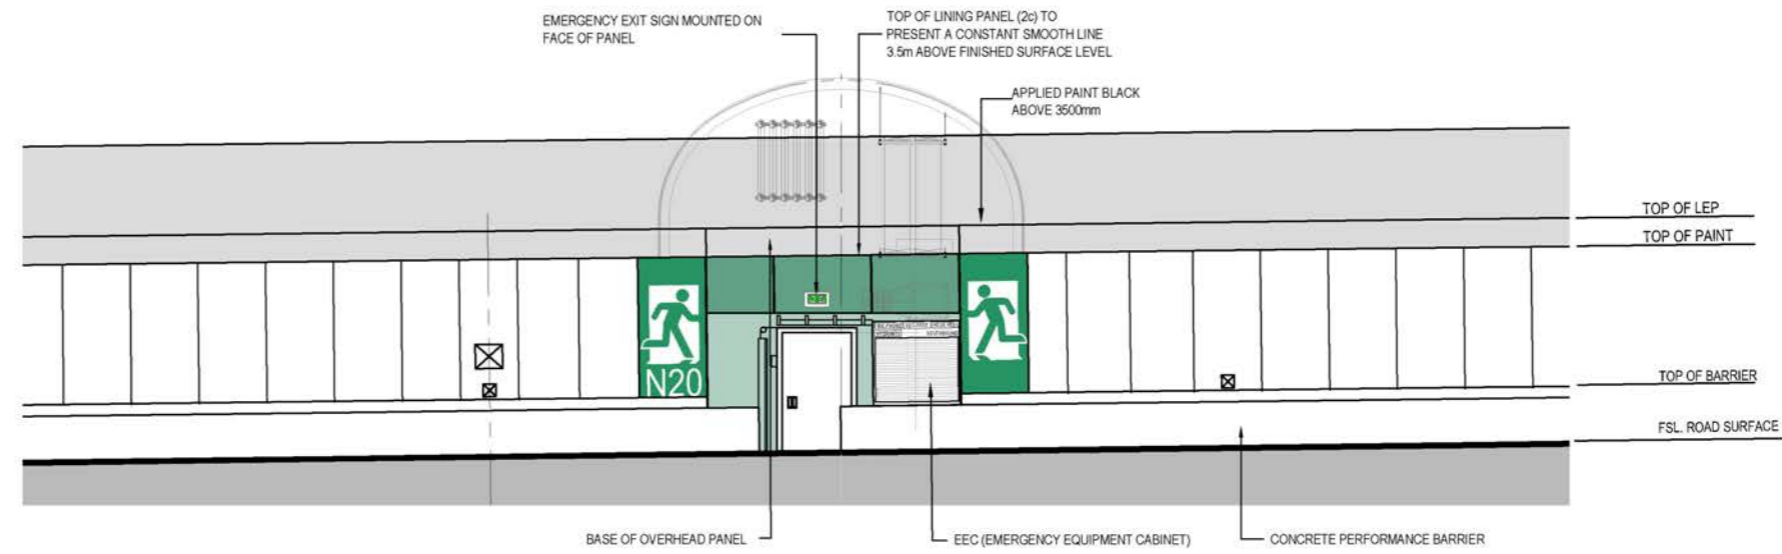 EMERGENCY EXIT SIGN MOUNTED ON
FACE OF PANEL
TOP OF LINING PANEL (2c) TO
PRESENT A CONSTANT SMOOTH LINE
3.5m ABOVE FINISHED SURFACE LEVEL
APPLIED PAINT BLACK
ABOVE 3500mm
TOP OF LEP
TOP OF PAINT
N20
TOP OF BARRIER
FSL. ROAD SURFACE
BASE OF OVERHEAD PANEL
EEC (EMERGENCY EQUIPMENT CABINET)
CONCRETE PERFORMANCE BARRIER